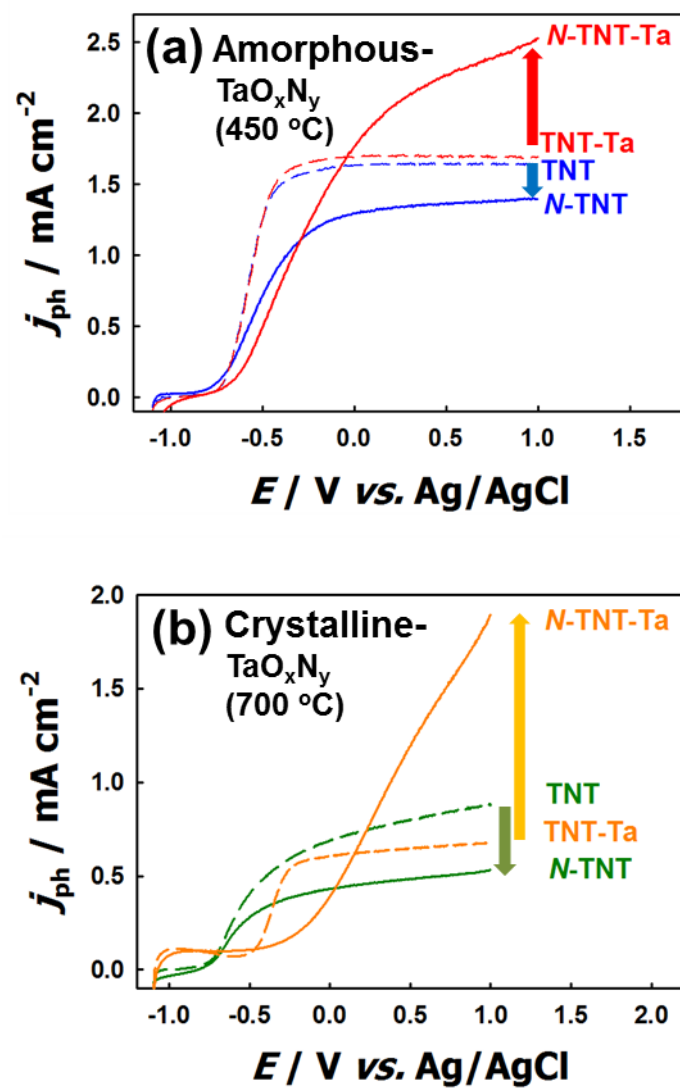 (a) Amorphous-
TaOxNy
(450 oC)
N-TNT-Ta
TNT-Ta
TNT
N-TNT
2.5
2.0
1.5
1.0
0.5
0.0
jph / mA cm-2
-1.0 -0.5 0.0 0.5 1.0 1.5
E / V vs. Ag/AgCl
(b) Crystalline-
TaOxNy
(700 oC)
N-TNT-Ta
TNT
TNT-Ta
N-TNT
2.0
1.5
1.0
0.5
0.0
jph / mA cm-2
-1.0 -0.5 0.0 0.5 1.0 1.5 2.0
E / V vs. Ag/AgCl